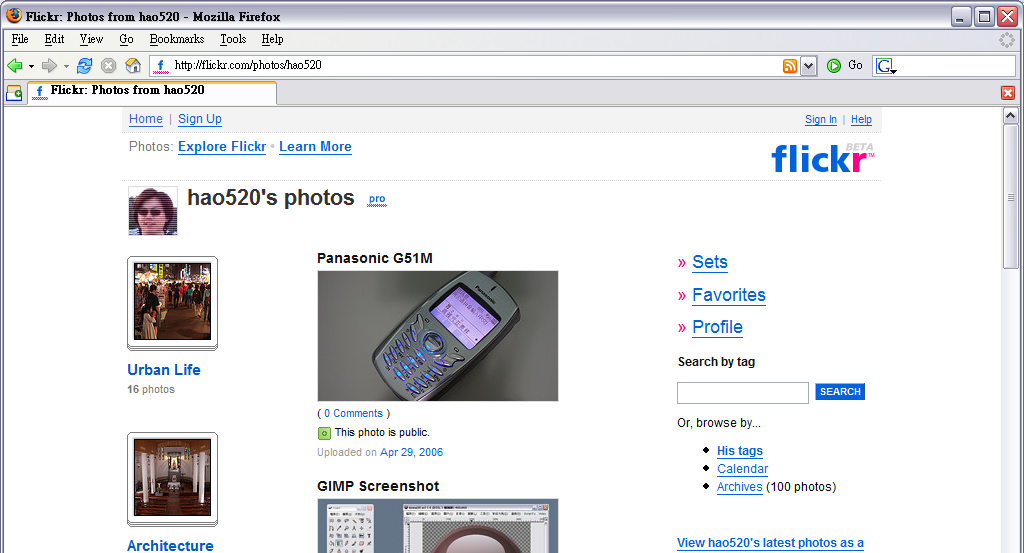 Flickr: Photos from hao520 - Mozilla Firefox
File Edit View Go Bookmarks Tools Help
http://flickr.com/photos/hao520 Go G
Flickr: Photos from hao520
Home | Sign Up Sign In | Help
Photos: Explore Flickr • Learn More
flickr BETA ™
hao520's photos pro
Panasonic G51M
Panasonic
Urban Life
16 photos
( 0 Comments )
This photo is public.
Uploaded on Apr 29, 2006
GIMP Screenshot
Architecture
» Sets
» Favorites
» Profile
Search by tag
SEARCH
Or, browse by...
His tags
Calendar
Archives (100 photos)
View hao520's latest photos as a